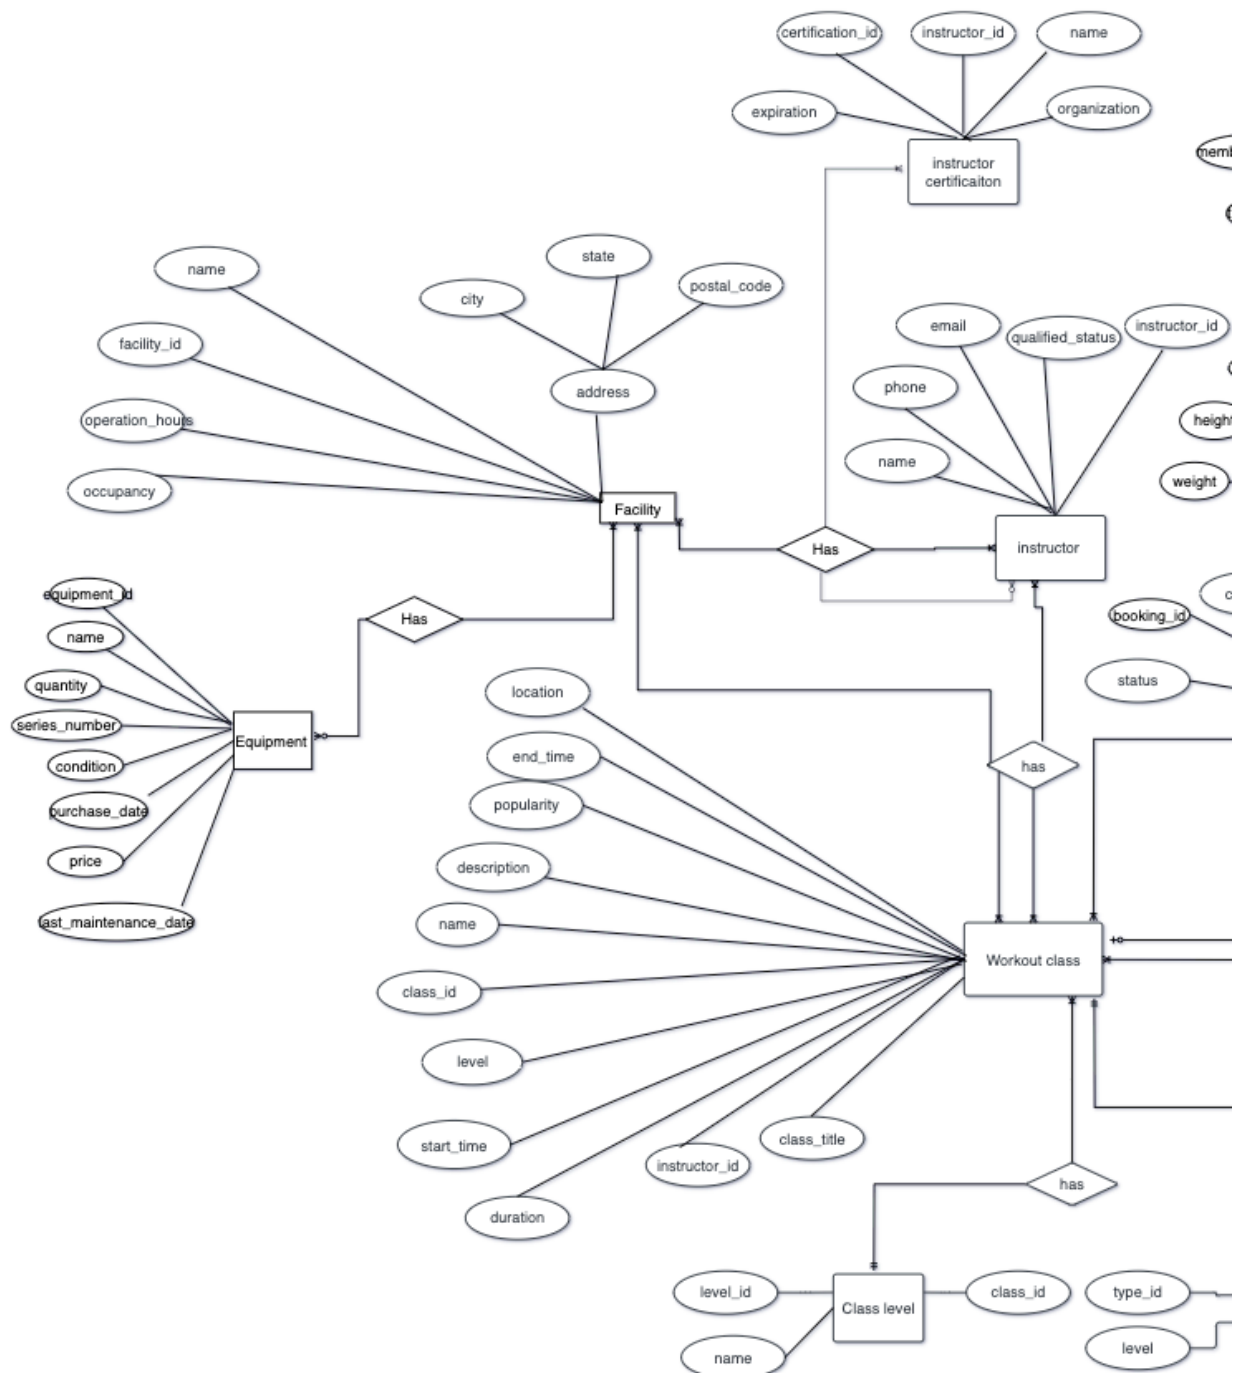 certification_id
instructor_id
name
expiration
organization
instructor
certificaiton
name
state
city
postal_code
facility_id
address
operation_hours
occupancy
email
qualified_status
instructor_id
phone
name
height
weight
Facility
Has
instructor
equipment_id
name
quantity
series_number
condition
purchase_date
price
last_maintenance_date
Equipment
Has
booking_id
status
location
end_time
popularity
description
name
class_id
level
start_time
duration
instructor_id
class_title
has
Workout class
has
level_id
name
Class level
class_id
type_id
level